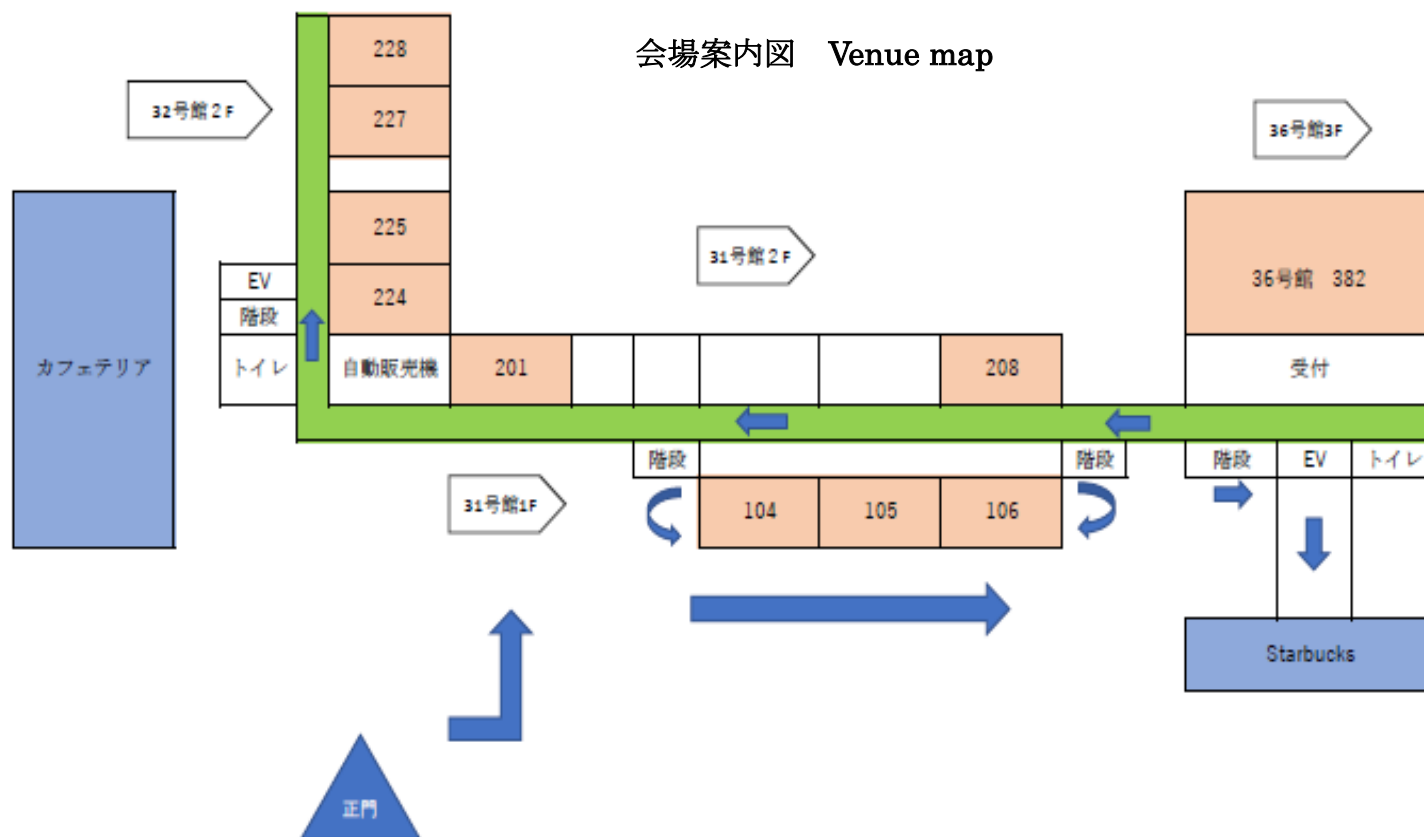 会場案内図　Venue map
228
32号館２F
227
36号館3F
225
31号館２F
EV
224
36号館　382
階段
カフェテリア
トイレ
自動販売機
201
208
受付
階段
階段
階段
EV
トイレ
31号館1F
104
105
106
Starbucks
正門